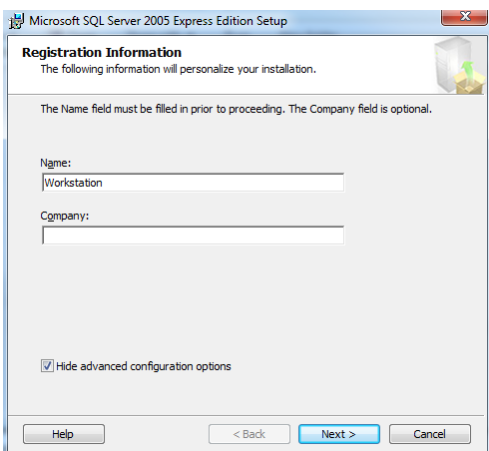 Microsoft SQL Server 2005 Express Edition Setup
Registration Information
The following information will personalize your installation.
The Name field must be filled in prior to proceeding. The Company field is optional.
Name:
Workstation
Company:
Hide advanced configuration options
Help
< Back
Next >
Cancel